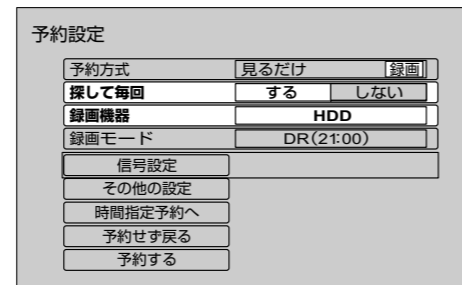 予約設定
予約方式 見るだけ 録画
探して毎回 する しない
録画機器 HDD
録画モード DR(21:00)
信号設定
その他の設定
時間指定予約へ
予約せず戻る
予約する